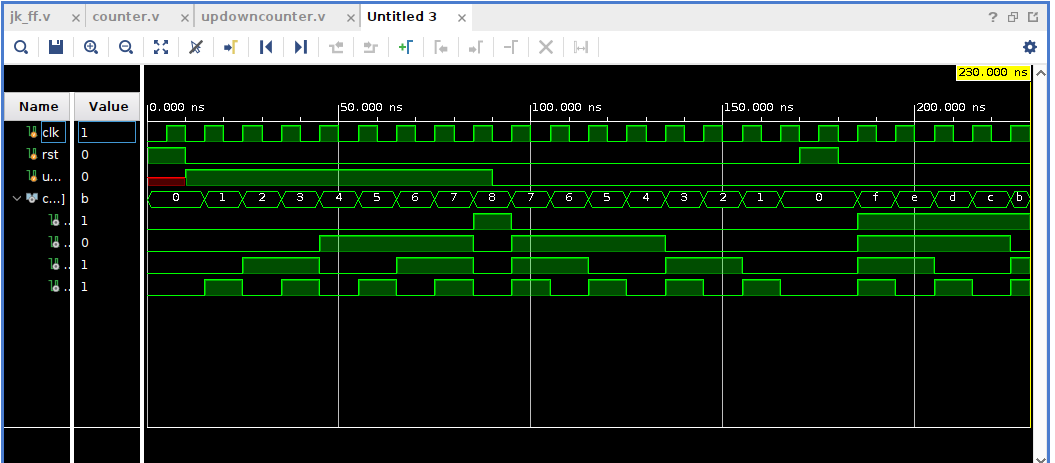 jk_ff.v × counter.v × updowncounter.v × Untitled 3 × ?
230.000 ns
Name Value 0.000 ns 50.000 ns 100.000 ns 150.000 ns 200.000 ns
clk 1
rst 0
u... 0
c...] b 0 1 2 3 4 5 6 7 8 7 6 5 4 3 2 1 0 f e d c b
.. 1
.. 0
.. 1
.. 1